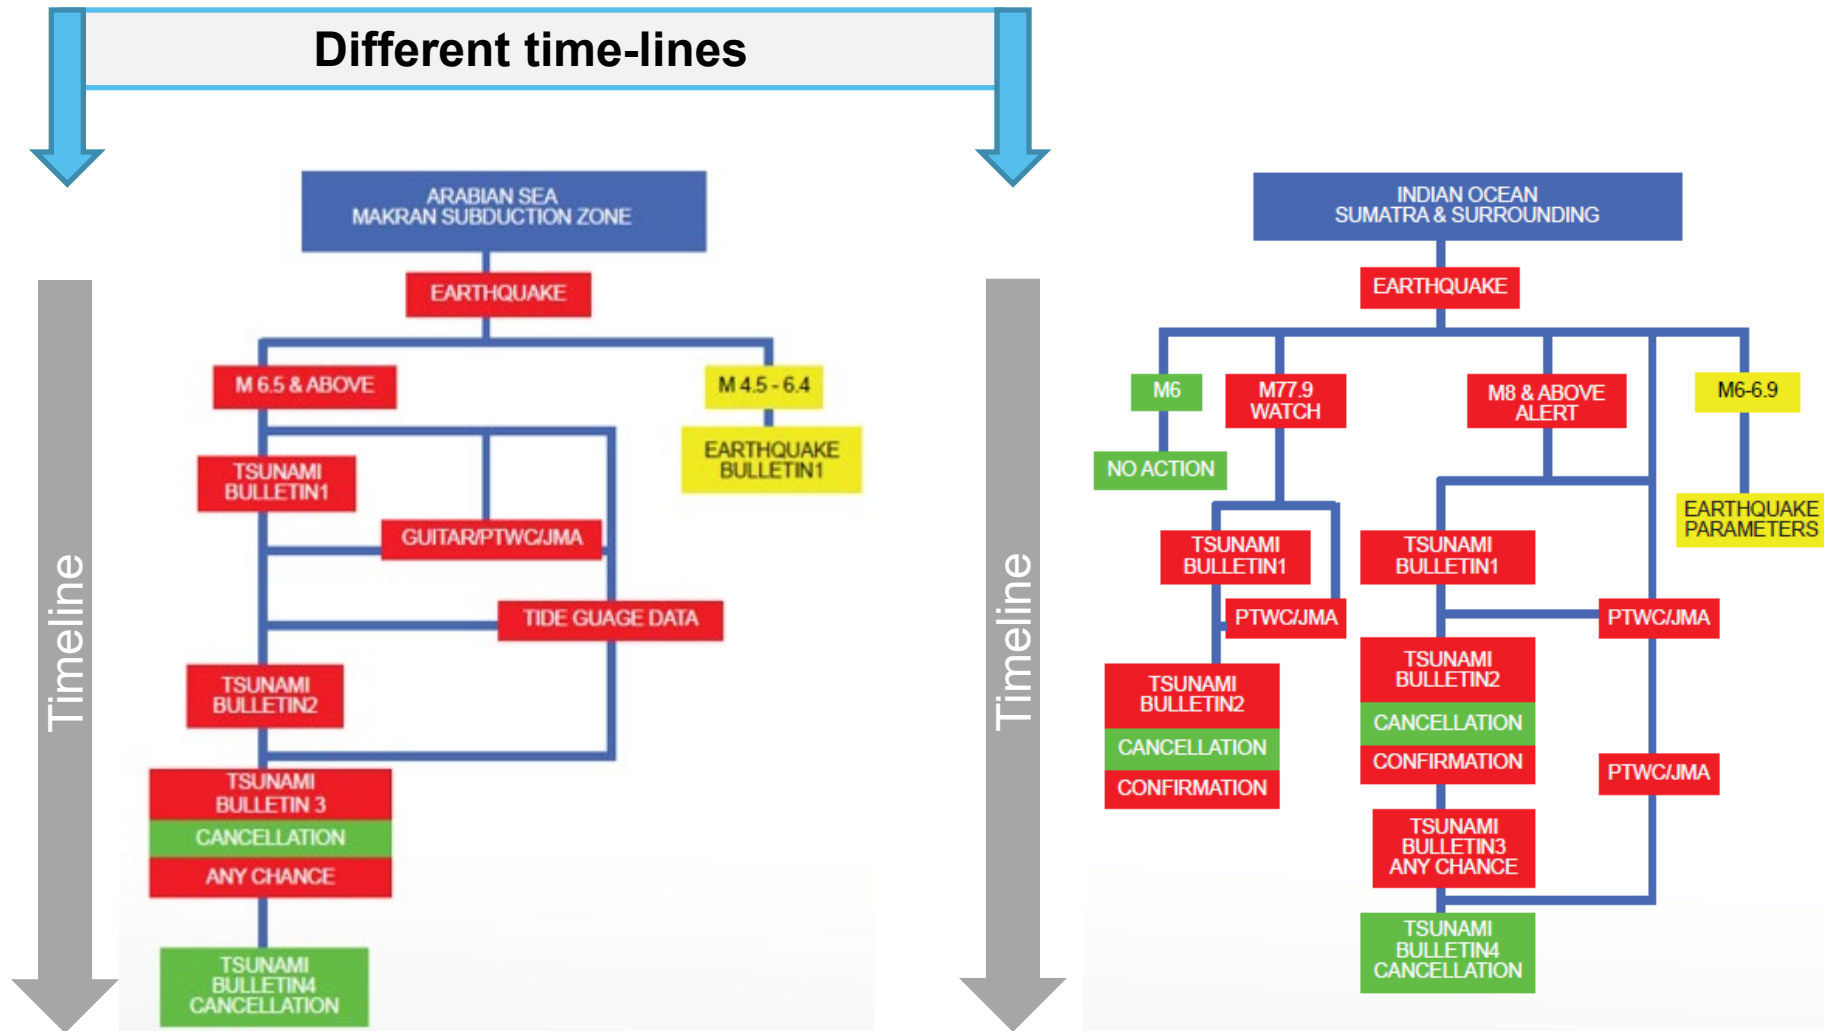 Different time-lines
ARABIAN SEA
MAKRAN SUBDUCTION ZONE
EARTHQUAKE
M 6.5 & ABOVE
M 4.5 - 6.4
EARTHQUAKE
BULLETIN1
TSUNAMI
BULLETIN1
GUITAR/PTWC/JMA
TIDE GUAGE DATA
TSUNAMI
BULLETIN2
TSUNAMI
BULLETIN 3
CANCELLATION
ANY CHANCE
TSUNAMI
BULLETIN4
CANCELLATION
Timeline
INDIAN OCEAN
SUMATRA & SURROUNDING
EARTHQUAKE
M6
NO ACTION
M77.9
WATCH
M8 & ABOVE
ALERT
M6-6.9
EARTHQUAKE
PARAMETERS
TSUNAMI
BULLETIN1
PTWC/JMA
TSUNAMI
BULLETIN2
CANCELLATION
CONFIRMATION
TSUNAMI
BULLETIN1
PTWC/JMA
TSUNAMI
BULLETIN2
CANCELLATION
CONFIRMATION
PTWC/JMA
TSUNAMI
BULLETIN3
ANY CHANCE
TSUNAMI
BULLETIN4
CANCELLATION
Timeline